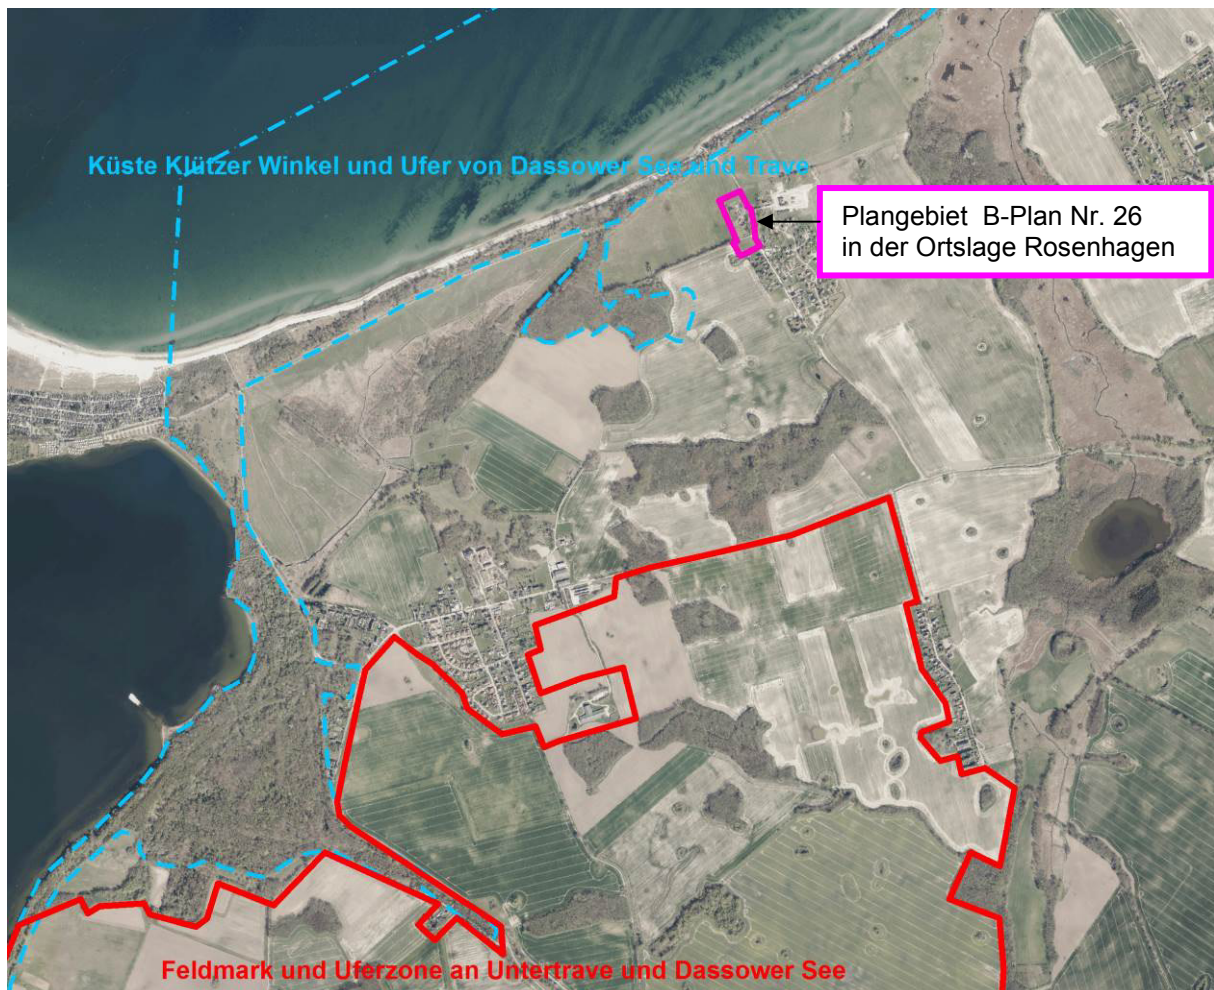 Küste Klützer Winkel und Ufer von Dassower See und Trave
Plangebiet B-Plan Nr. 26
in der Ortslage Rosenhagen
Feldmark und Uferzone an Untertrave und Dassower See